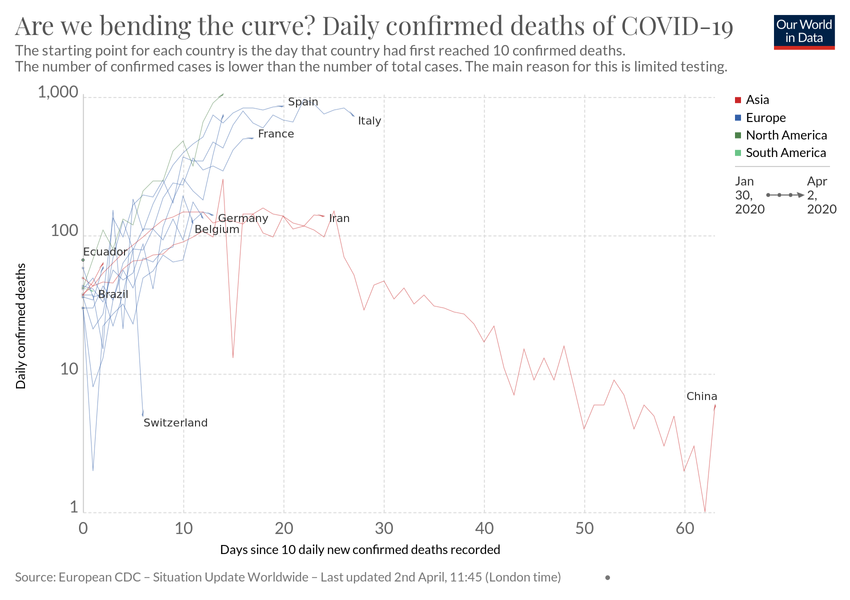 Are we bending the curve? Daily confirmed deaths of COVID-19
The starting point for each country is the day that country had first reached 10 confirmed deaths.
The number of confirmed cases is lower than the number of total cases. The main reason for this is limited testing.
Our World
in Data
Asia
Europe
North America
South America
Jan
30,
2020
Apr
2,
2020
Daily confirmed deaths
1,000
100
10
1
Spain
Italy
France
Germany
Iran
Belgium
Ecuador
Brazil
Switzerland
China
0
10
20
30
40
50
60
Days since 10 daily new confirmed deaths recorded
Source: European CDC – Situation Update Worldwide – Last updated 2nd April, 11:45 (London time)